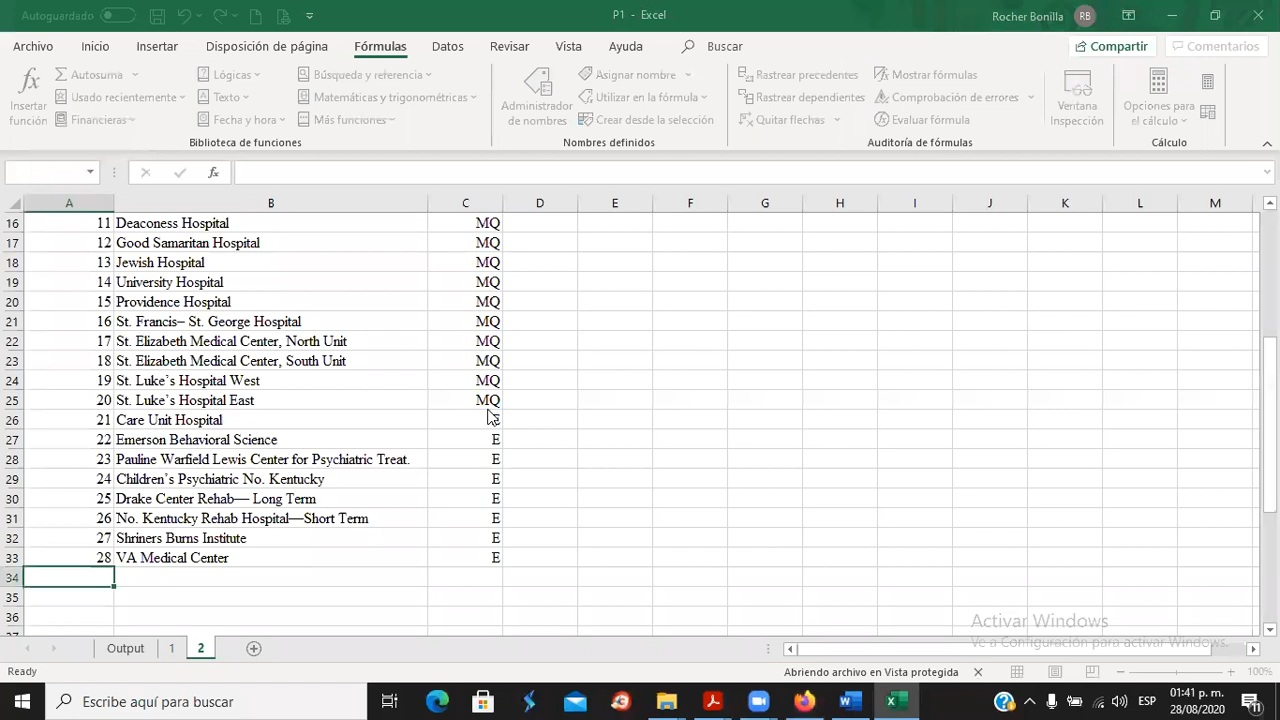 Autoguardado
P1 - Excel
Rocher Bonilla
RB
Archivo Inicio Insertar Disposición de página Fórmulas Datos Revisar Vista Ayuda Buscar
Compartir
Comentarios
Insertar función
Autosuma
Usado recientemente
Financieras
Lógicas
Texto
Fecha y hora
Búsqueda y referencia
Matemáticas y trigonométricas
Más funciones
Biblioteca de funciones
Administrador de nombres
Asignar nombre
Utilizar en la fórmula
Crear desde la selección
Nombres definidos
Rastrear precedentes
Rastrear dependientes
Quitar flechas
Mostrar fórmulas
Comprobación de errores
Evaluar fórmula
Auditoría de fórmulas
Ventana Inspección
Opciones para el cálculo
Cálculo
fx
A B C D E F G H I J K L M
16 11 Deaconess Hospital MQ
17 12 Good Samaritan Hospital MQ
18 13 Jewish Hospital MQ
19 14 University Hospital MQ
20 15 Providence Hospital MQ
21 16 St. Francis– St. George Hospital MQ
22 17 St. Elizabeth Medical Center, North Unit MQ
23 18 St. Elizabeth Medical Center, South Unit MQ
24 19 St. Luke’s Hospital West MQ
25 20 St. Luke’s Hospital East MQ
26 21 Care Unit Hospital
27 22 Emerson Behavioral Science E
28 23 Pauline Warfield Lewis Center for Psychiatric Treat. E
29 24 Children’s Psychiatric No. Kentucky E
30 25 Drake Center Rehab— Long Term E
31 26 No. Kentucky Rehab Hospital—Short Term E
32 27 Shriners Burns Institute E
33 28 VA Medical Center E
34
35
36
Activar Windows
Ve a Configuración para activar Windows.
Output 1 2
Ready
Abriendo archivo en Vista protegida
100%
Escribe aquí para buscar
ESP
01:41 p. m.
28/08/2020